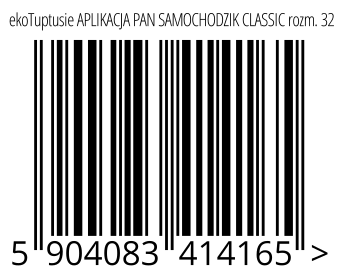 ekoTuptusie APLIKACJA PAN SAMOCHODZIK CLASSIC rozm. 32
5 904083 414165 >